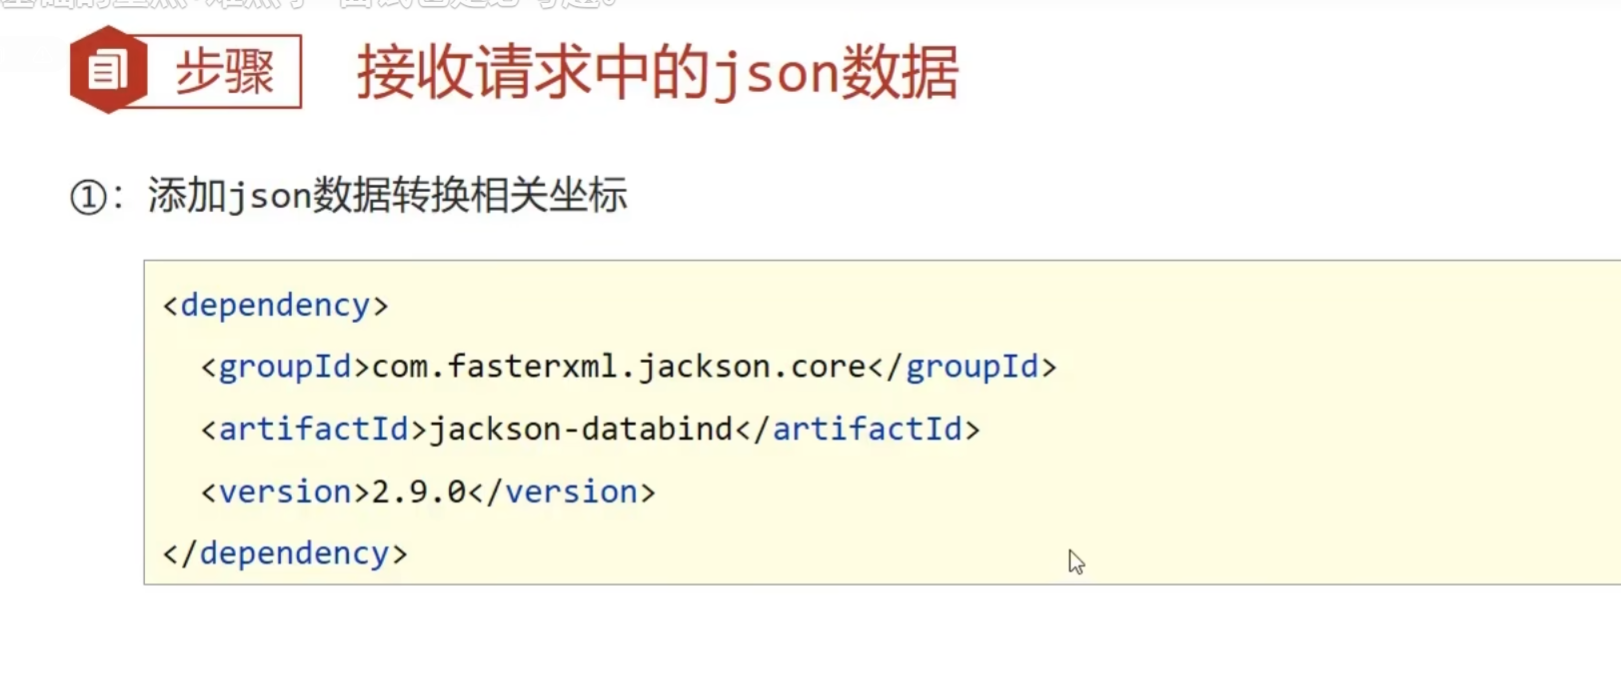 步骤
接收请求中的json数据
①：添加json数据转换相关坐标
<dependency>
<groupId>com.fasterxml.jackson.core</groupId>
<artifactId>jackson-databind</artifactId>
<version>2.9.0</version>
</dependency>